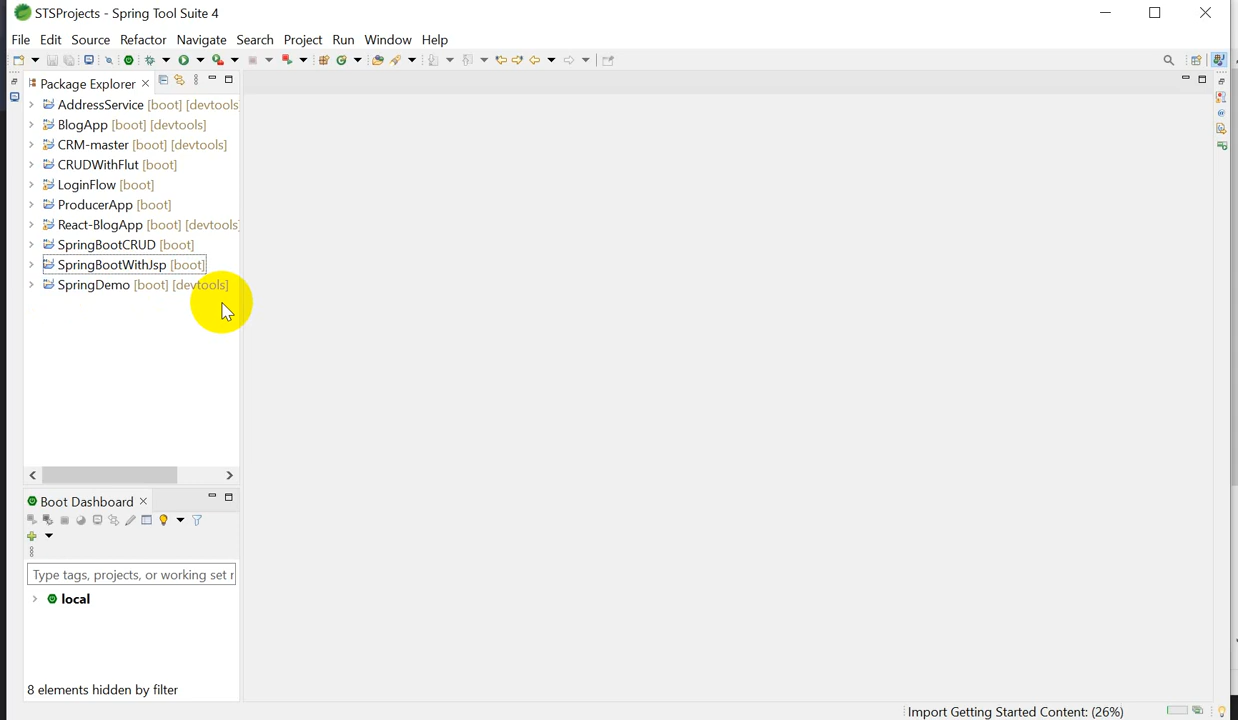 STSProjects - Spring Tool Suite 4
File Edit Source Refactor Navigate Search Project Run Window Help
Package Explorer
AddressService [boot] [devtools
BlogApp [boot] [devtools]
CRM-master [boot] [devtools]
CRUDWithFlut [boot]
LoginFlow [boot]
ProducerApp [boot]
React-BlogApp [boot] [devtools]
SpringBootCRUD [boot]
SpringBootWithJsp [boot]
SpringDemo [boot] [devtools]
Boot Dashboard
Type tags, projects, or working set r
local
8 elements hidden by filter
Import Getting Started Content: (26%)